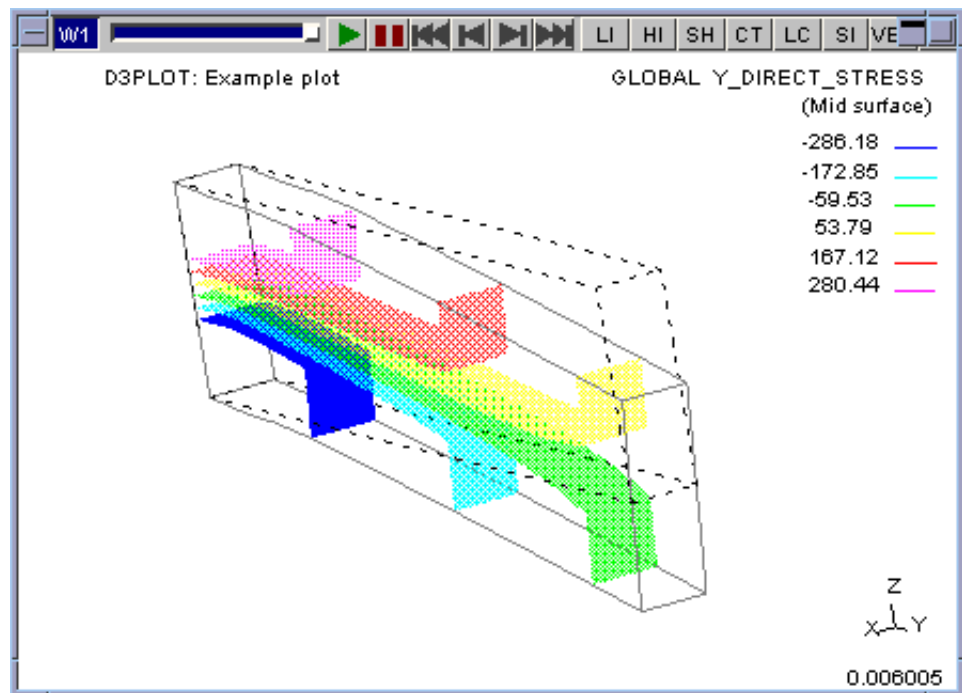 W1 LI HI SH CT LC SI VE
D3PLOT: Example plot
GLOBAL Y_DIRECT_STRESS
(Mid surface)
-286.18
-172.85
-59.53
53.79
167.12
280.44
Z
X Y
0.006005